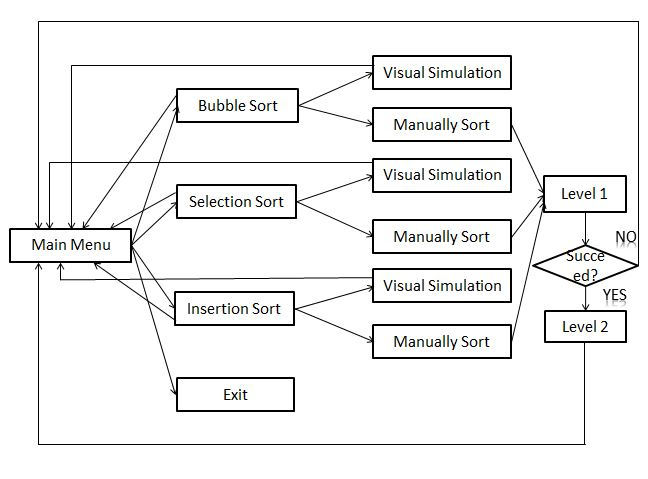 Visual Simulation
Bubble Sort
Manually Sort
Visual Simulation
Selection Sort
Level 1
Main Menu
Manually Sort
NO
Succe
ed?
Visual Simulation
YES
Insertion Sort
Level 2
Manually Sort
Exit